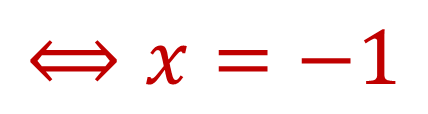 ⟺ x = −1